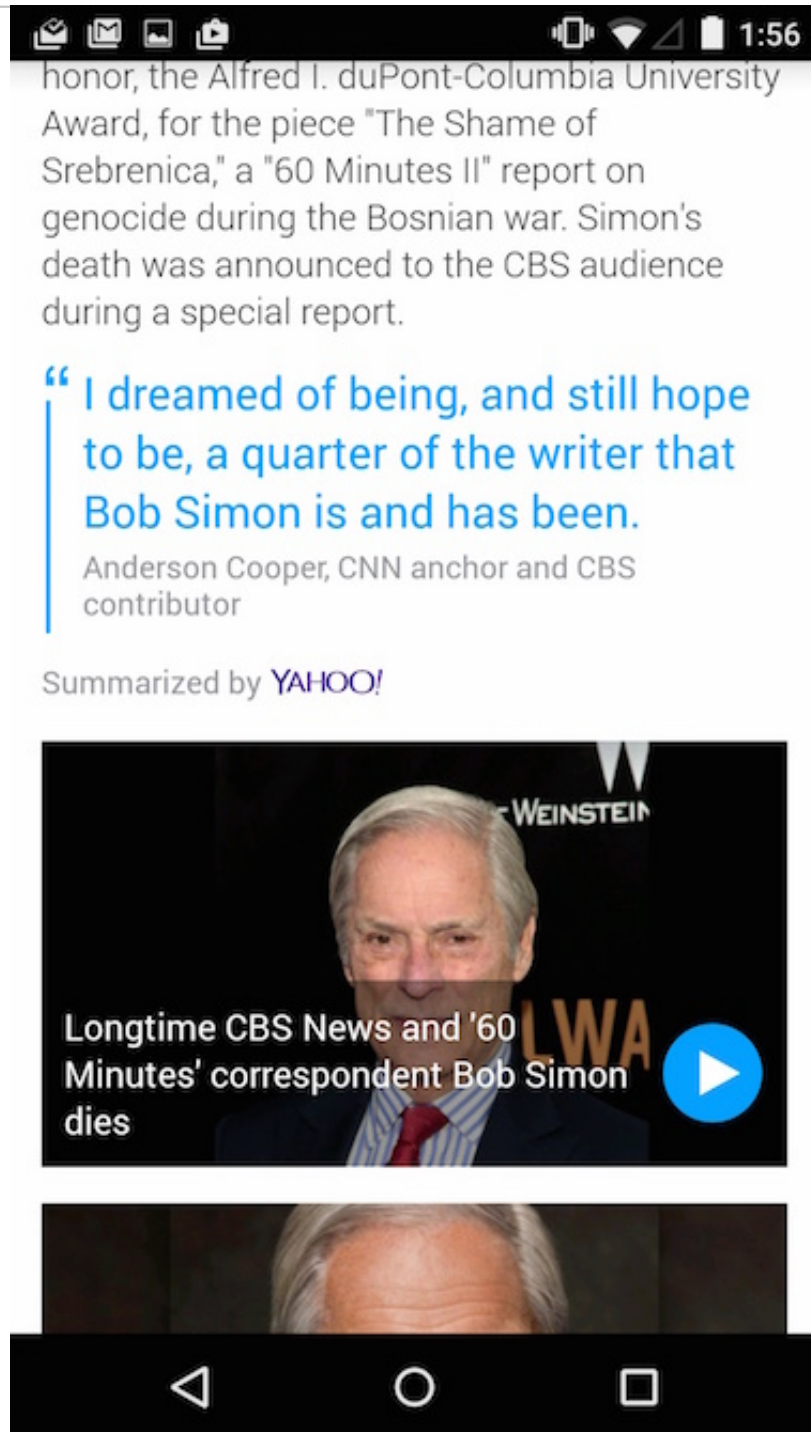 1:56
honor, the Alfred I. duPont-Columbia University
Award, for the piece "The Shame of
Srebrenica," a "60 Minutes II" report on
genocide during the Bosnian war. Simon's
death was announced to the CBS audience
during a special report.
“ I dreamed of being, and still hope
to be, a quarter of the writer that
Bob Simon is and has been.
Anderson Cooper, CNN anchor and CBS
contributor
Summarized by YAHOO!
WEINSTEIN
LWA
Longtime CBS News and '60
Minutes' correspondent Bob Simon
dies